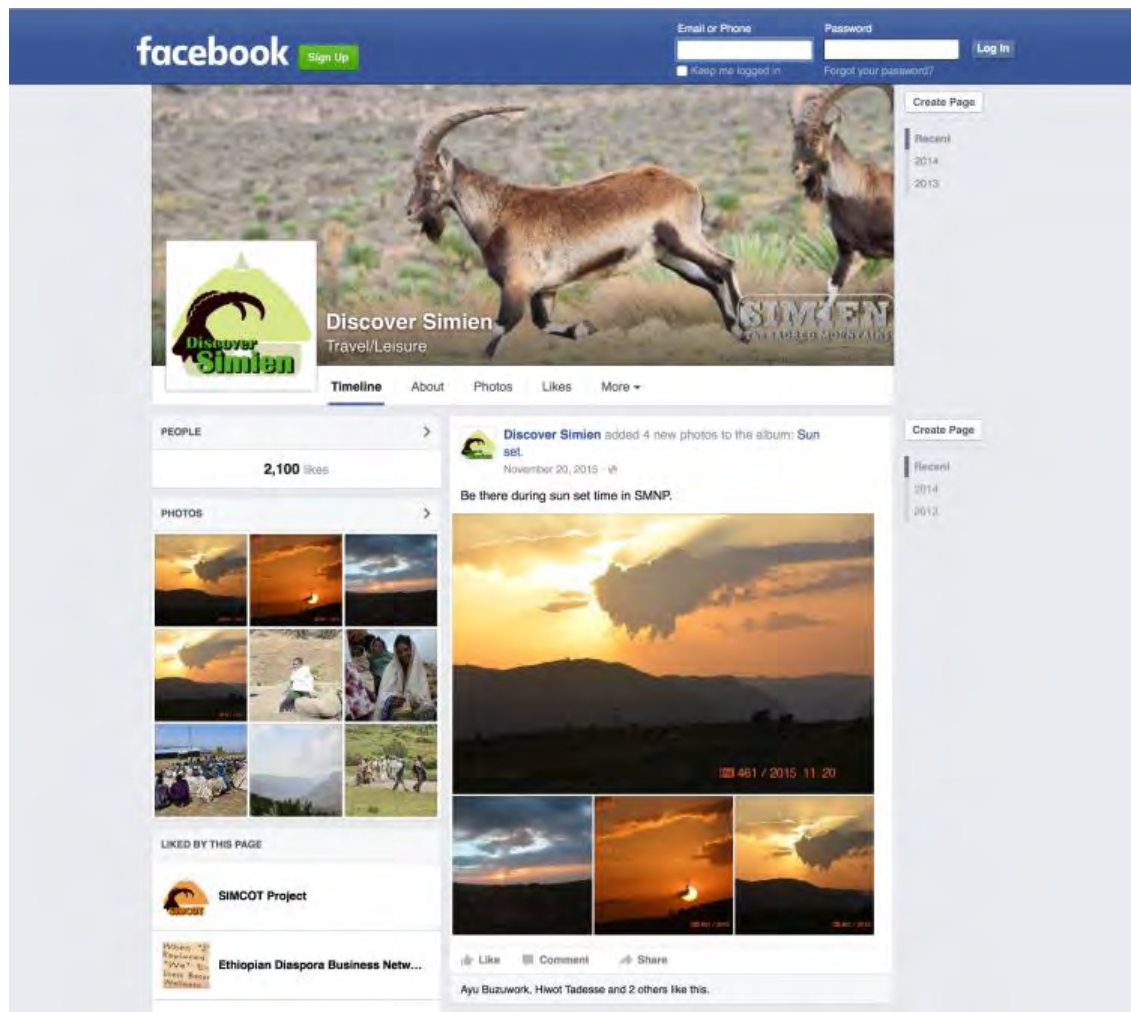 Email or Phone
Password
facebook
Sign Up
Log In
Keep me logged in
Forgot your password?
Create Page
Recent
2014
2013
SIMIEN
Discover
Simien
Discover Simien
Travel/Leisure
Timeline
About
Photos
Likes
More
PEOPLE
2,100 likes
PHOTOS
LIKED BY THIS PAGE
SIMCOT
SIMCOT Project
Ethiopian Diaspora Business Netw...
Discover Simien added 4 new photos to the album: Sun
set.
November 20, 2015
Be there during sun set time in SMNP.
461 / 2015 11 20
Like
Comment
Share
Ayu Buzuwork, Hiwot Tadesse and 2 others like this.
Create Page
Recent
2014
2013